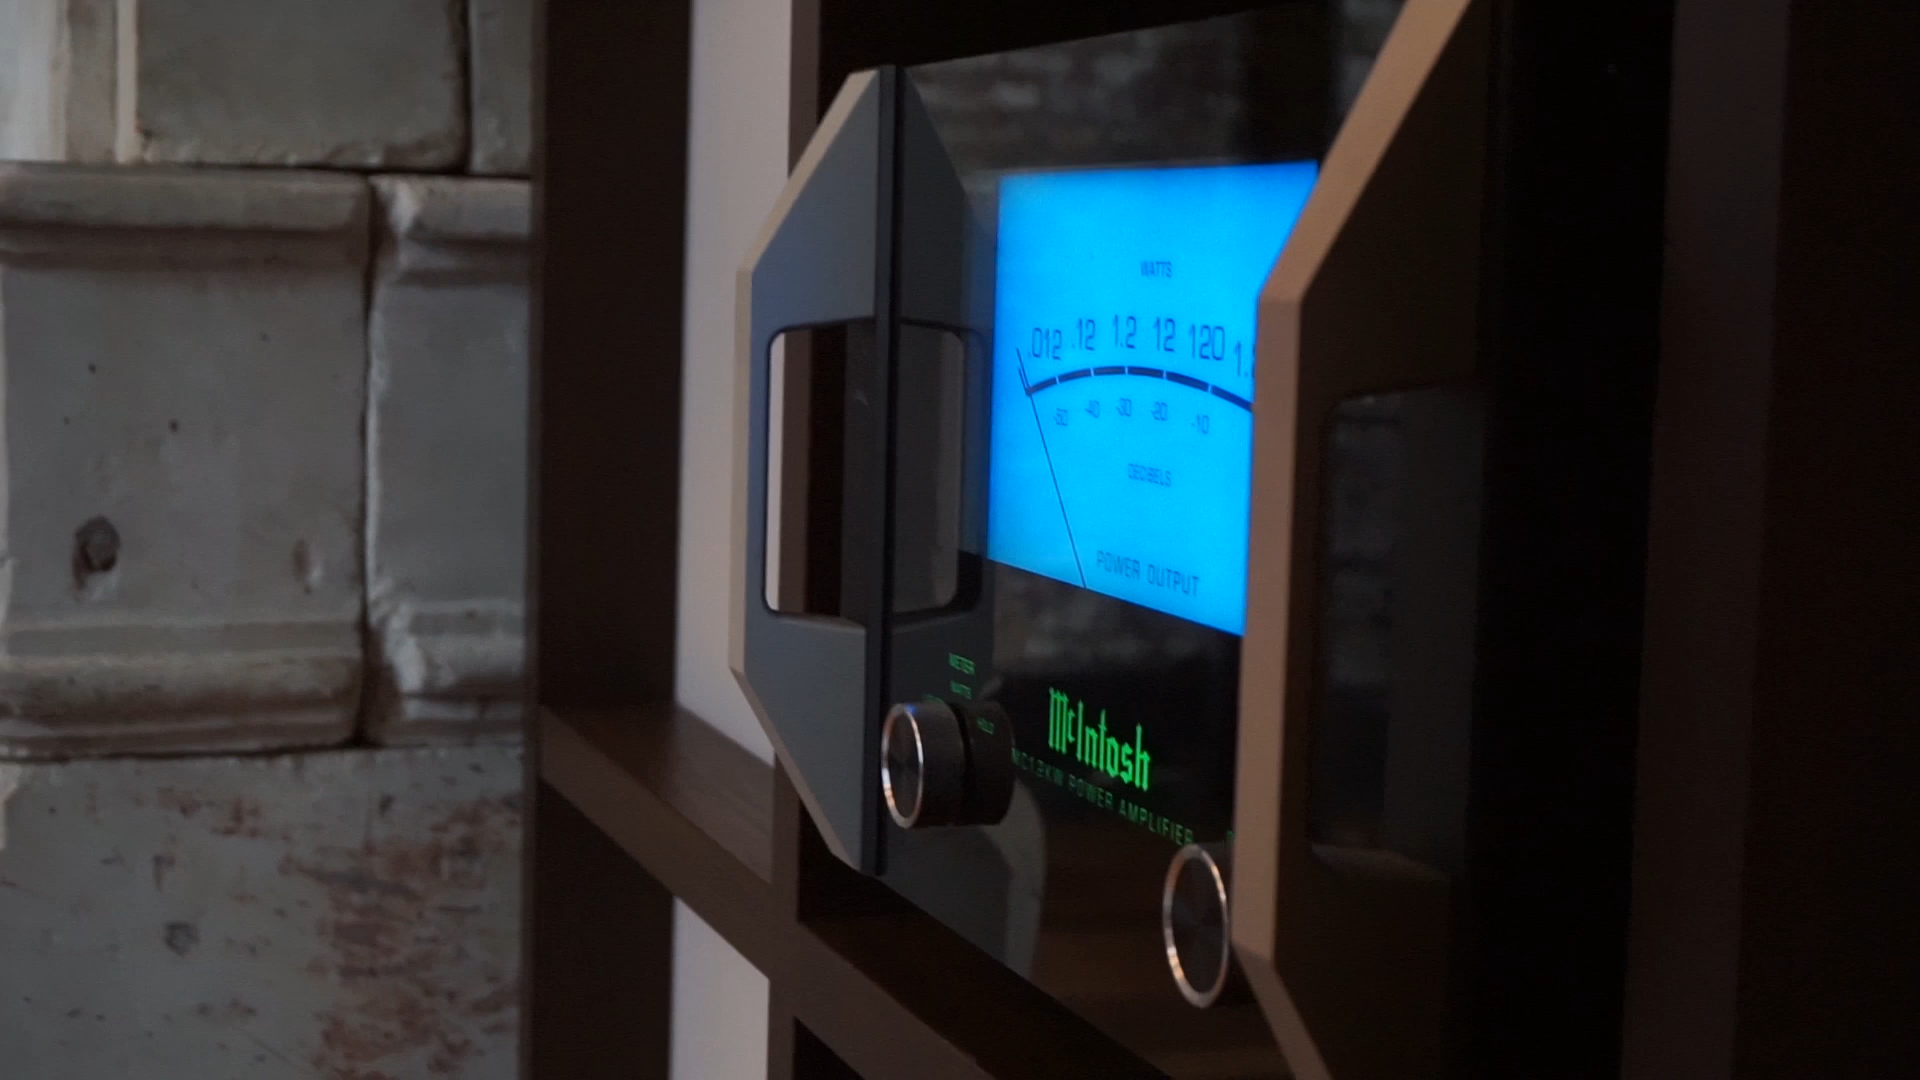 WATTS
.012 .12 1.2 12 120 1.
-50 -40 -30 -20 -10
DECIBELS
POWER OUTPUT
METER
WATTS
HOLD
McIntosh
MC1.2KW POWER AMPLIFIER